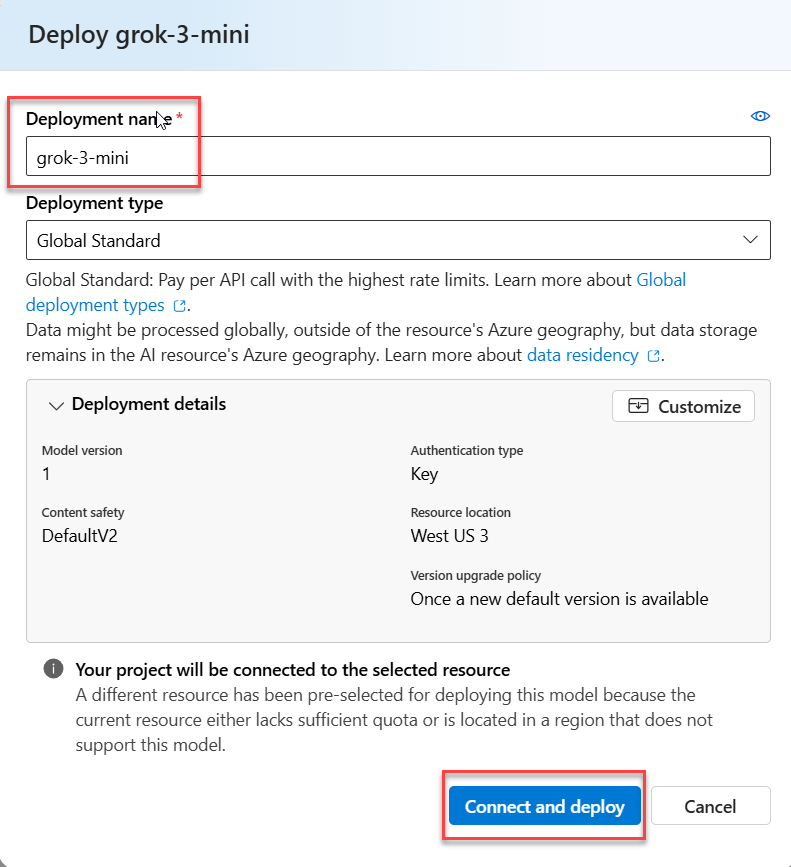 Deploy grok-3-mini
Deployment name *
grok-3-mini
Deployment type
Global Standard
Global Standard: Pay per API call with the highest rate limits. Learn more about Global
deployment types .
Data might be processed globally, outside of the resource's Azure geography, but data storage
remains in the AI resource's Azure geography. Learn more about data residency .
Deployment details
Customize
Model version
1
Authentication type
Key
Content safety
DefaultV2
Resource location
West US 3
Version upgrade policy
Once a new default version is available
Your project will be connected to the selected resource
A different resource has been pre-selected for deploying this model because the
current resource either lacks sufficient quota or is located in a region that does not
support this model.
Connect and deploy
Cancel